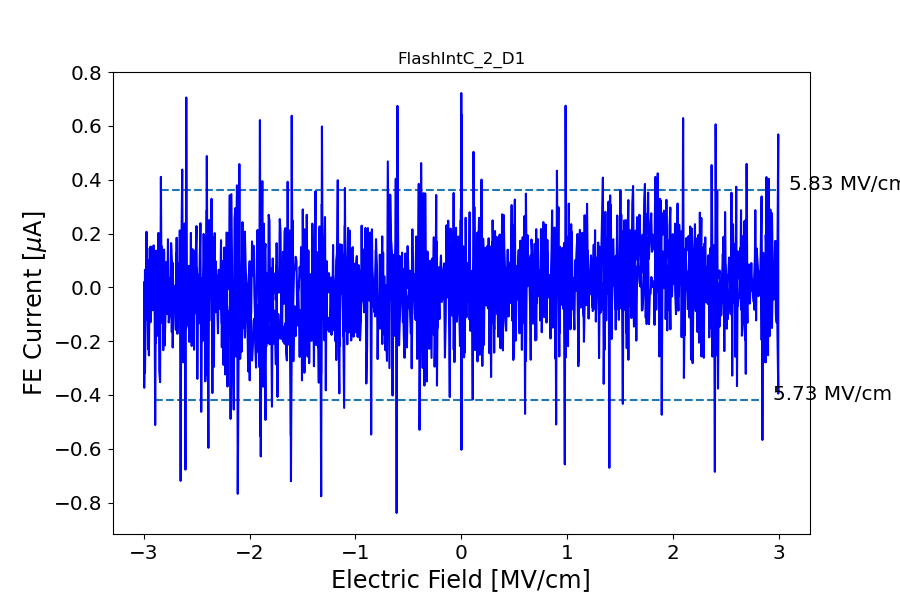 FlashIntC_2_D1
0.8
0.6
0.4
0.2
0.0
−0.2
−0.4
−0.6
−0.8
FE Current [μA]
5.83 MV/cm
5.73 MV/cm
−3 −2 −1 0 1 2 3
Electric Field [MV/cm]